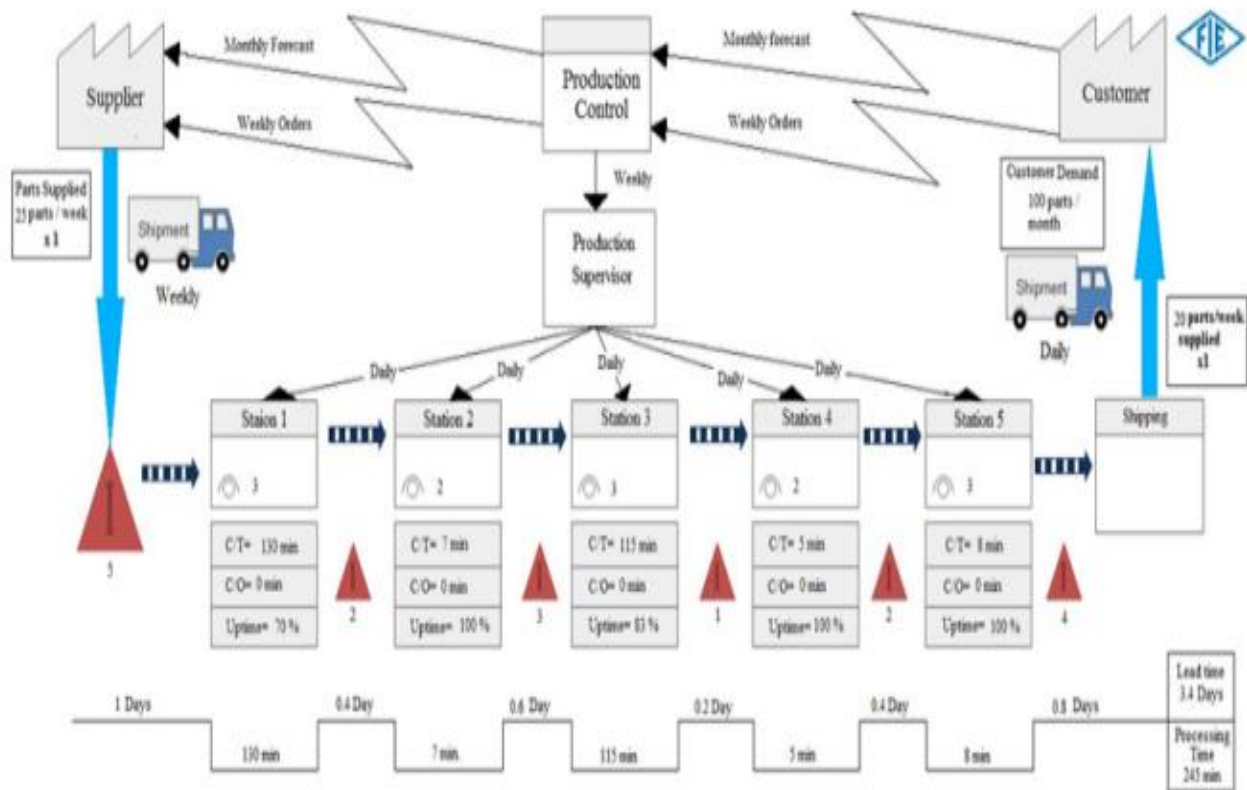 Monthly Forecast
Monthly forecast
FIE
Supplier
Production
Control
Customer
Weekly Orders
Weekly Orders
Parts Supplied
25 parts / week
x 1
Shipment
Weekly
Weekly
Customer Demand
100 parts /
month
Production
Supervisor
Shipment
Daily
20 parts/week
supplied
x1
Daily
Daily
Daily
Daily
Daily
Staion 1
Station 2
Station 3
Station 4
Station 5
Shipping
3
2
3
2
3
I
5
C/T= 130 min
C/O= 0 min
Uptime= 70 %
I
2
C/T= 7 min
C/O= 0 min
Uptime= 100 %
I
3
C/T= 115 min
C/O= 0 min
Uptime= 83 %
I
1
C/T= 5 min
C/O= 0 min
Uptime= 100 %
I
2
C/T= 8 min
C/O= 0 min
Uptime= 100 %
I
4
1 Days
0.4 Day
0.6 Day
0.2 Day
0.4 Day
0.8 Days
Lead time
3.4 Days
130 min
7 min
115 min
5 min
8 min
Processing
Time
245 min